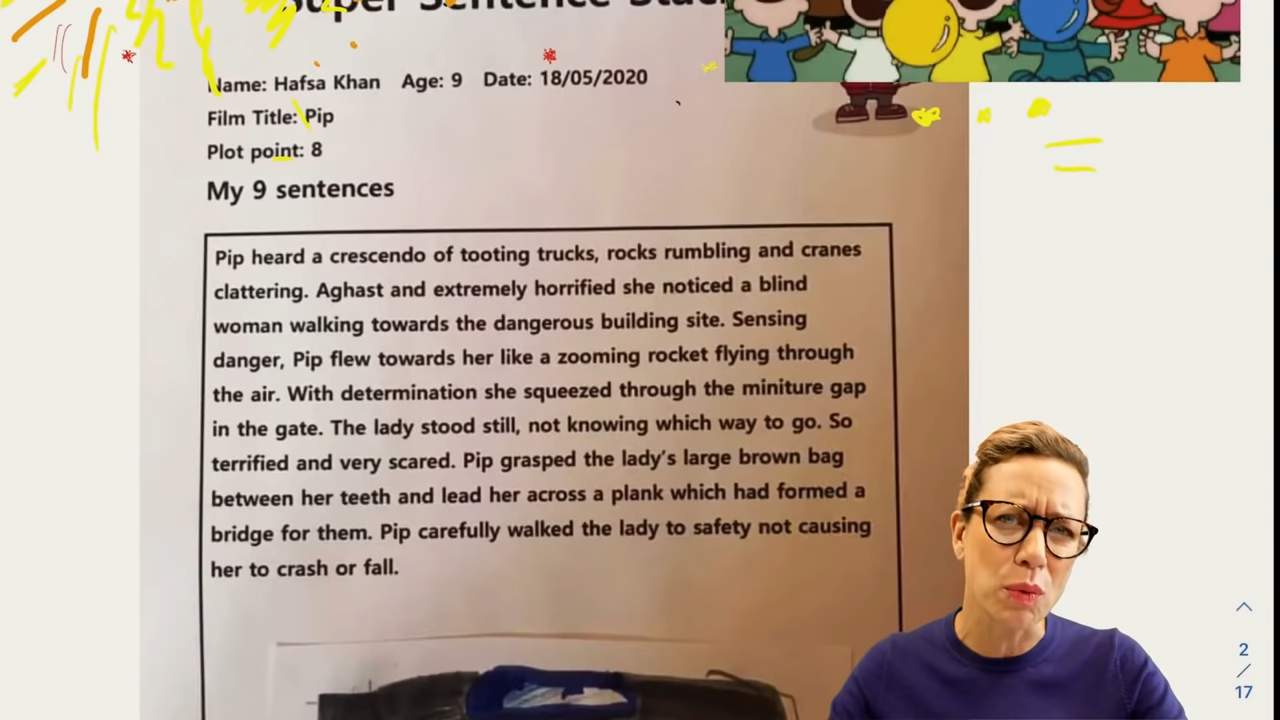 Super Sentence Stac
Name: Hafsa Khan Age: 9 Date: 18/05/2020
Film Title: Pip
Plot point: 8
My 9 sentences
Pip heard a crescendo of tooting trucks, rocks rumbling and cranes
clattering. Aghast and extremely horrified she noticed a blind
woman walking towards the dangerous building site. Sensing
danger, Pip flew towards her like a zooming rocket flying through
the air. With determination she squeezed through the miniture gap
in the gate. The lady stood still, not knowing which way to go. So
terrified and very scared. Pip grasped the lady's large brown bag
between her teeth and lead her across a plank which had formed a
bridge for them. Pip carefully walked the lady to safety not causing
her to crash or fall.
2
/
17